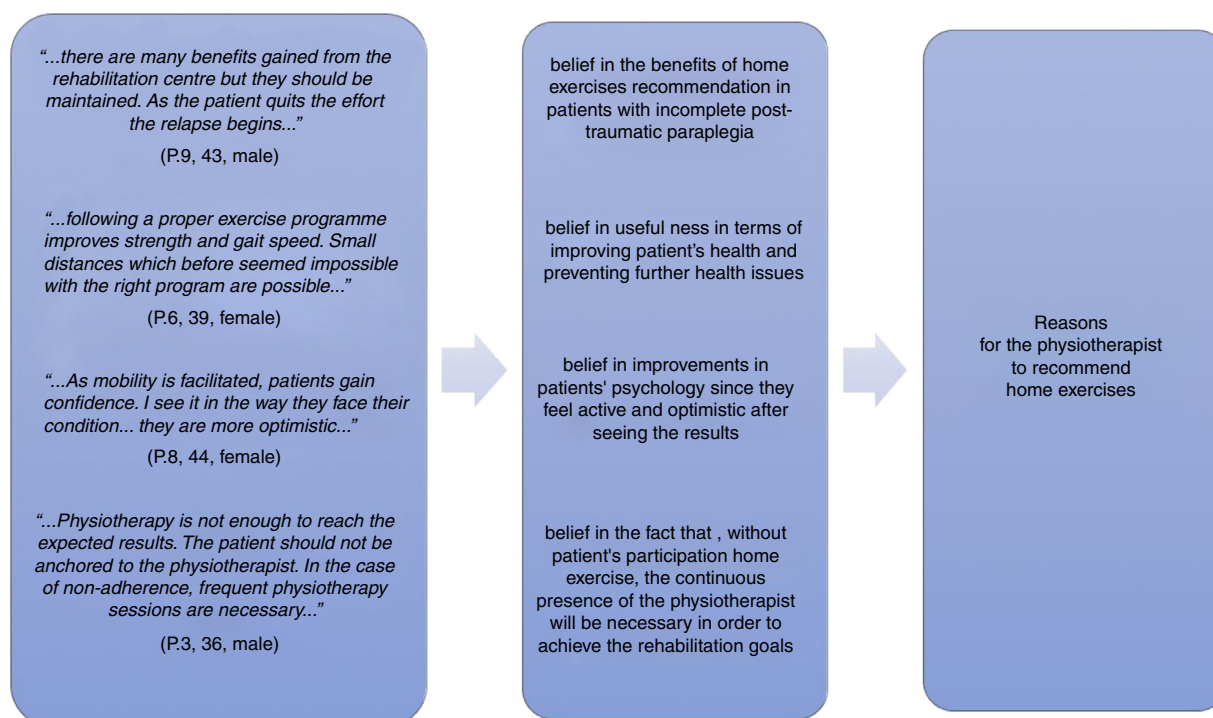 “...there are many benefits gained from the
rehabilitation centre but they should be
maintained. As the patient quits the effort
the relapse begins...”
(P.9, 43, male)
“...following a proper exercise programme
improves strength and gait speed. Small
distances which before seemed impossible
with the right program are possible...”
(P.6, 39, female)
“...As mobility is facilitated, patients gain
confidence. I see it in the way they face their
condition... they are more optimistic...”
(P.8, 44, female)
“...Physiotherapy is not enough to reach the
expected results. The patient should not be
anchored to the physiotherapist. In the case
of non-adherence, frequent physiotherapy
sessions are necessary...”
(P.3, 36, male)
belief in the benefits of home
exercises recommendation in
patients with incomplete post-
traumatic paraplegia
belief in useful ness in terms of
improving patient’s health and
preventing further health issues
belief in improvements in
patients' psychology since they
feel active and optimistic after
seeing the results
belief in the fact that , without
patient's participation home
exercise, the continuous
presence of the physiotherapist
will be necessary in order to
achieve the rehabilitation goals
Reasons
for the physiotherapist
to recommend
home exercises